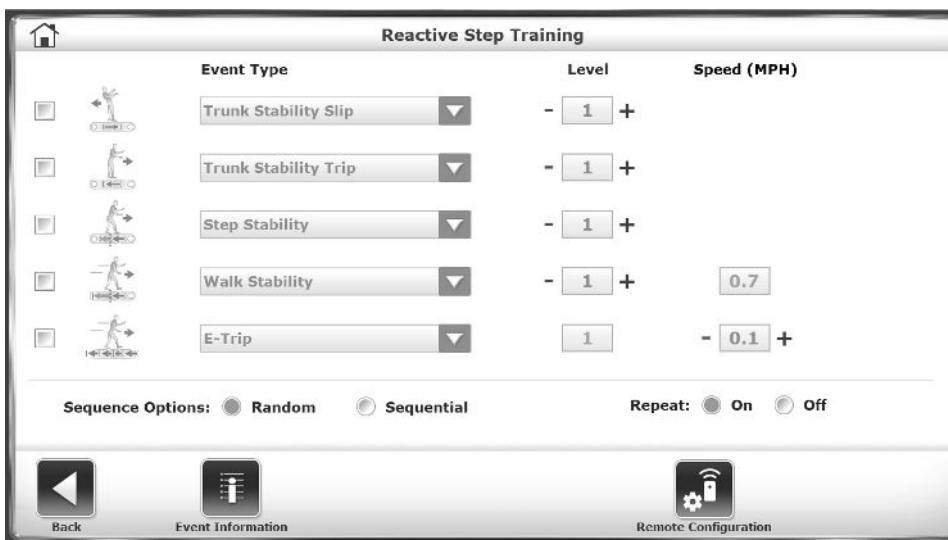 Reactive Step Training
Event Type Level Speed (MPH)
Trunk Stability Slip - 1 +
Trunk Stability Trip - 1 +
Step Stability - 1 +
Walk Stability - 1 + 0.7
E-Trip 1 - 0.1 +
Sequence Options: Random Sequential Repeat: On Off
Back Event Information Remote Configuration